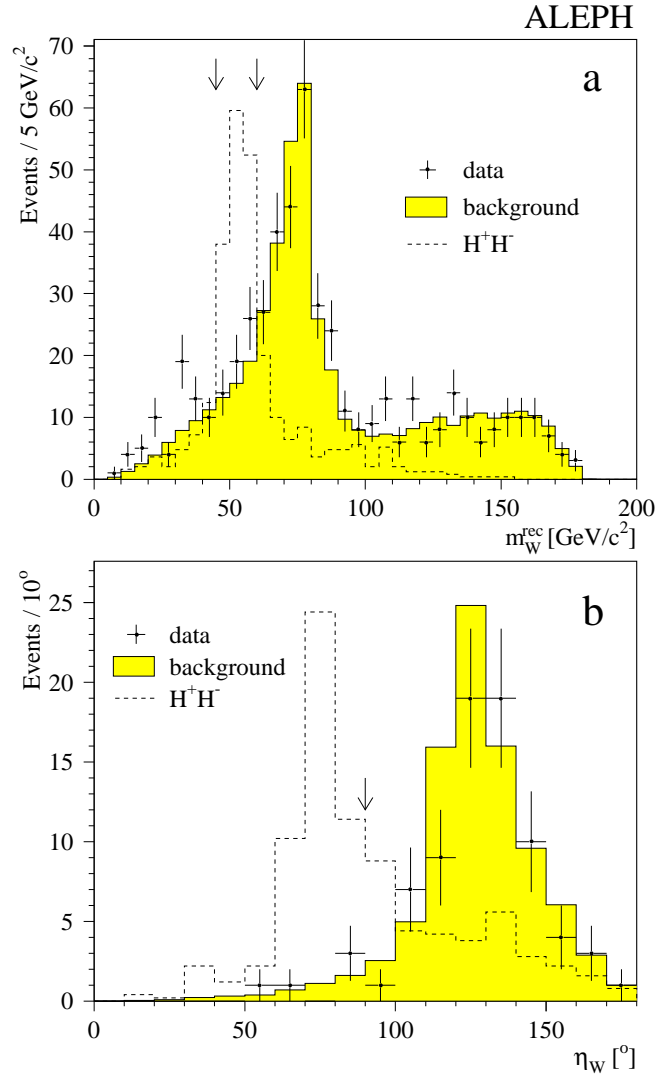 ALEPH
a
Events / 5 GeV/c²
70
60
50
40
30
20
10
0
data
background
H⁺H⁻
0 50 100 150 200
m_W^rec [GeV/c²]
b
Events / 10°
25
20
15
10
5
0
data
background
H⁺H⁻
0 50 100 150
η_W [°]